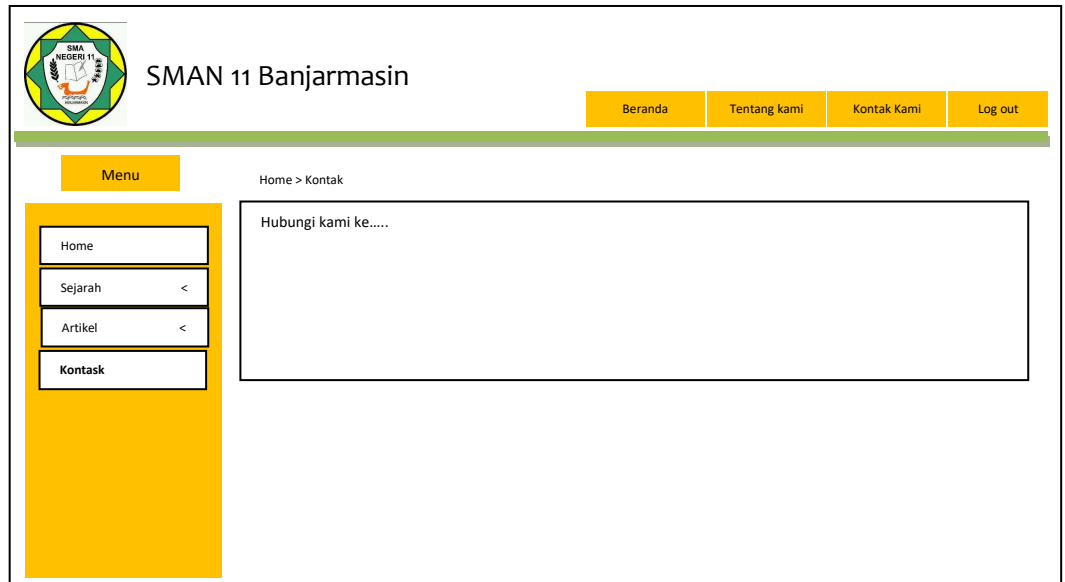 SMA
NEGERI 11
BANJARMASIN
SMAN 11 Banjarmasin
Beranda
Tentang kami
Kontak Kami
Log out
Menu
Home > Kontak
Home
Sejarah <
Artikel <
Kontask
Hubungi kami ke.....